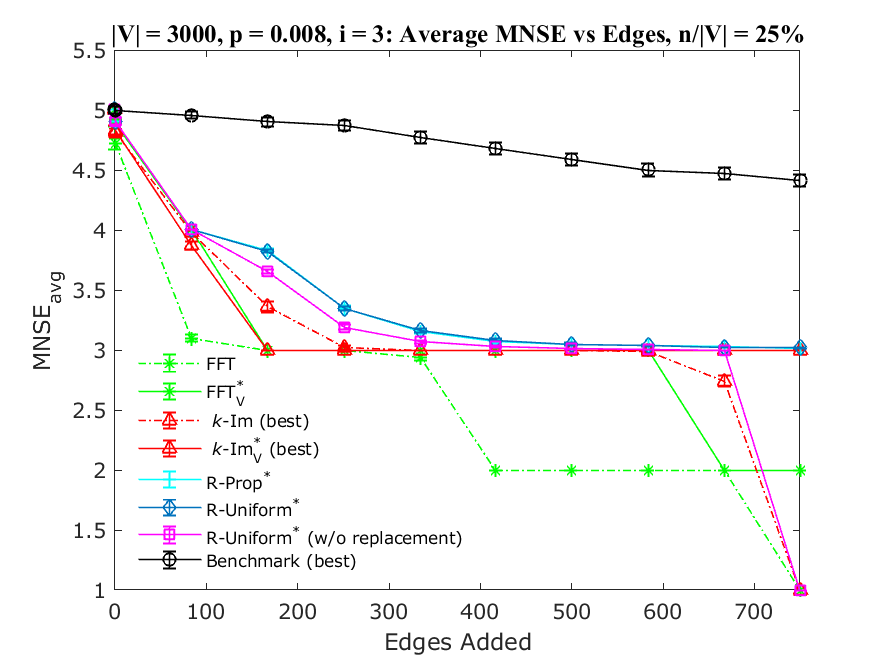 |V| = 3000, p = 0.008, i = 3: Average MNSE vs Edges, n/|V| = 25%
5.5
5
4.5
4
3.5
3
2.5
2
1.5
1
MNSE_avg
FFT
FFT*_V
k-Im (best)
k-Im*_V (best)
R-Prop*
R-Uniform*
R-Uniform* (w/o replacement)
Benchmark (best)
0 100 200 300 400 500 600 700
Edges Added